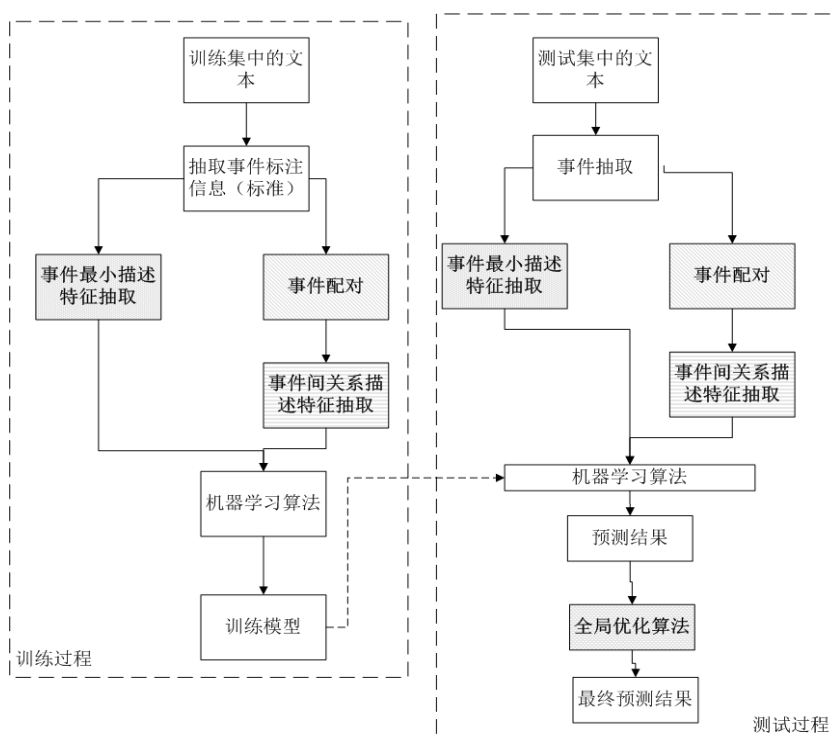 训练集中的文
本
抽取事件标注
信息（标准）
事件最小描述
特征抽取
事件配对
事件间关系描
述特征抽取
机器学习算法
训练模型
训练过程
测试集中的文
本
事件抽取
事件最小描述
特征抽取
事件配对
事件间关系描
述特征抽取
机器学习算法
预测结果
全局优化算法
最终预测结果
测试过程